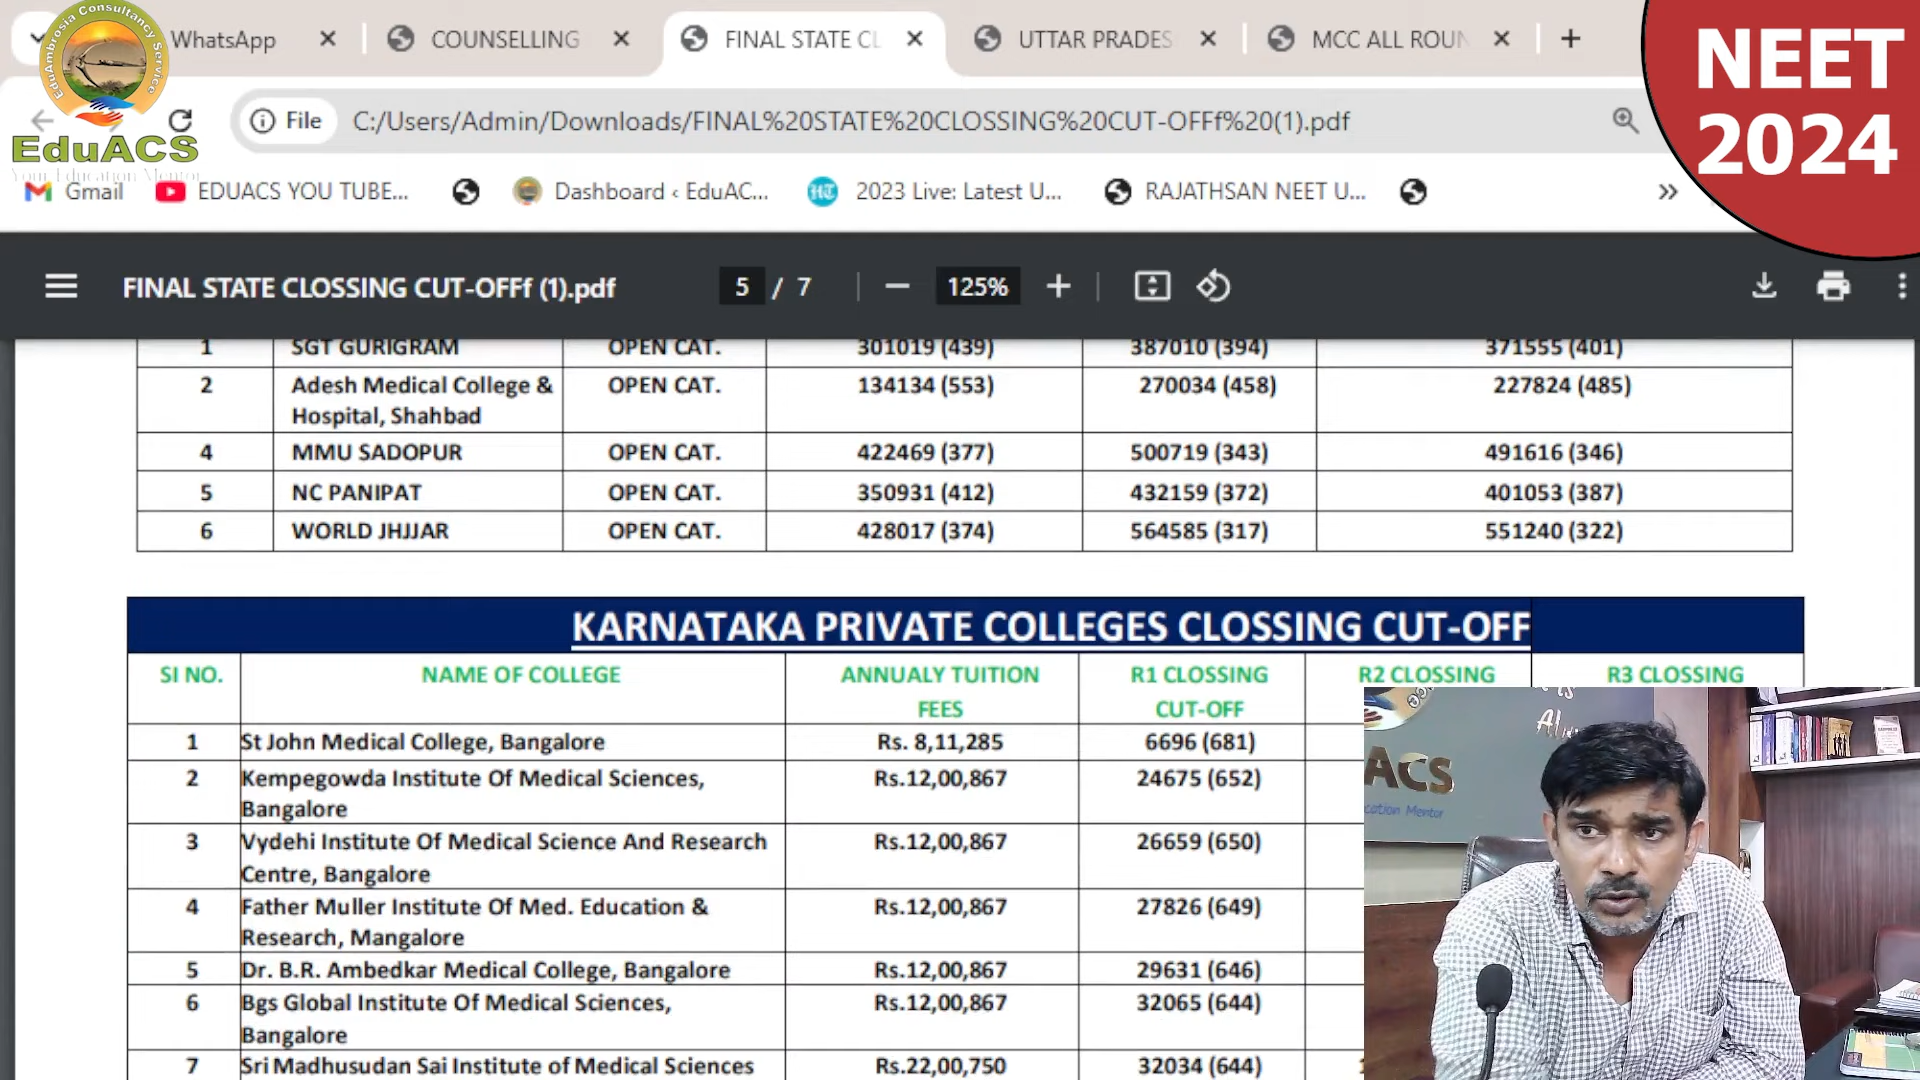 WhatsApp
COUNSELLING
FINAL STATE CL
UTTAR PRADES
MCC ALL ROUN
NEET
2024
EduAmbrosia Consultancy Service
EduACS
Your Education Mentor
File
C:/Users/Admin/Downloads/FINAL%20STATE%20CLOSSING%20CUT-OFFf%20(1).pdf
Gmail
EDUACS YOU TUBE...
Dashboard ‹ EduAC...
2023 Live: Latest U...
RAJATHSAN NEET U...
FINAL STATE CLOSSING CUT-OFFf (1).pdf
5 / 7
125%
1 SGT GURIGRAM OPEN CAT. 301019 (439) 387010 (394) 371555 (401)
2 Adesh Medical College & OPEN CAT. 134134 (553) 270034 (458) 227824 (485)
Hospital, Shahbad
4 MMU SADOPUR OPEN CAT. 422469 (377) 500719 (343) 491616 (346)
5 NC PANIPAT OPEN CAT. 350931 (412) 432159 (372) 401053 (387)
6 WORLD JHJJAR OPEN CAT. 428017 (374) 564585 (317) 551240 (322)
KARNATAKA PRIVATE COLLEGES CLOSSING CUT-OFF
SI NO. NAME OF COLLEGE ANNUALY TUITION R1 CLOSSING R2 CLOSSING R3 CLOSSING
FEES CUT-OFF
1 St John Medical College, Bangalore Rs. 8,11,285 6696 (681)
2 Kempegowda Institute Of Medical Sciences, Rs.12,00,867 24675 (652)
Bangalore
3 Vydehi Institute Of Medical Science And Research Rs.12,00,867 26659 (650)
Centre, Bangalore
4 Father Muller Institute Of Med. Education & Rs.12,00,867 27826 (649)
Research, Mangalore
5 Dr. B.R. Ambedkar Medical College, Bangalore Rs.12,00,867 29631 (646)
6 Bgs Global Institute Of Medical Sciences, Rs.12,00,867 32065 (644)
Bangalore
7 Sri Madhusudan Sai Institute of Medical Sciences Rs.22,00,750 32034 (644)
ACS
cation Mentor